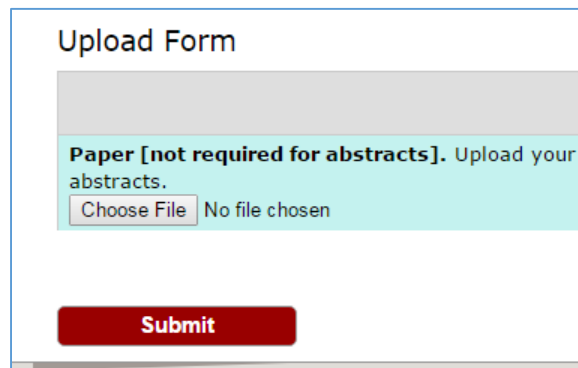 Upload Form
Paper [not required for abstracts]. Upload your
abstracts.
Choose File No file chosen
Submit